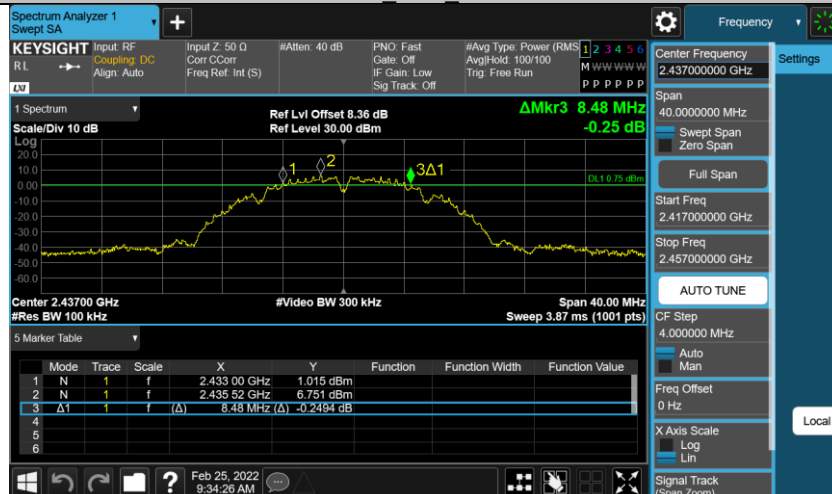 Spectrum Analyzer 1
Swept SA
+
Frequency
KEYSIGHT
RL
LXI
Input: RF
Coupling: DC
Align: Auto
Input Z: 50 Ω
Corr CCorr
Freq Ref: Int (S)
#Atten: 40 dB
PNO: Fast
Gate: Off
IF Gain: Low
Sig Track: Off
#Avg Type: Power (RMS
Avg|Hold: 100/100
Trig: Free Run
1 2 3 4 5 6
M W W W W W
P P P P P P
1 Spectrum
Scale/Div 10 dB
Ref Lvl Offset 8.36 dB
Ref Level 30.00 dBm
ΔMkr3 8.48 MHz
-0.25 dB
Log
20.0
10.0
0.00
-10.0
-20.0
-30.0
-40.0
-50.0
-60.0
1
2
3Δ1
DL1 0.75 dBm
Center 2.43700 GHz
#Video BW 300 kHz
Span 40.00 MHz
#Res BW 100 kHz
Sweep 3.87 ms (1001 pts)
5 Marker Table
Mode Trace Scale X Y Function Function Width Function Value
1 N 1 f 2.433 00 GHz 1.015 dBm
2 N 1 f 2.435 52 GHz 6.751 dBm
3 Δ1 1 f (Δ) 8.48 MHz (Δ) -0.2494 dB
4
5
6
?
Feb 25, 2022
9:34:26 AM
Center Frequency
2.437000000 GHz
Span
40.0000000 MHz
Swept Span
Zero Span
Full Span
Start Freq
2.417000000 GHz
Stop Freq
2.457000000 GHz
AUTO TUNE
CF Step
4.000000 MHz
Auto
Man
Freq Offset
0 Hz
X Axis Scale
Log
Lin
Signal Track
(Span Zoom)
Settings
Local